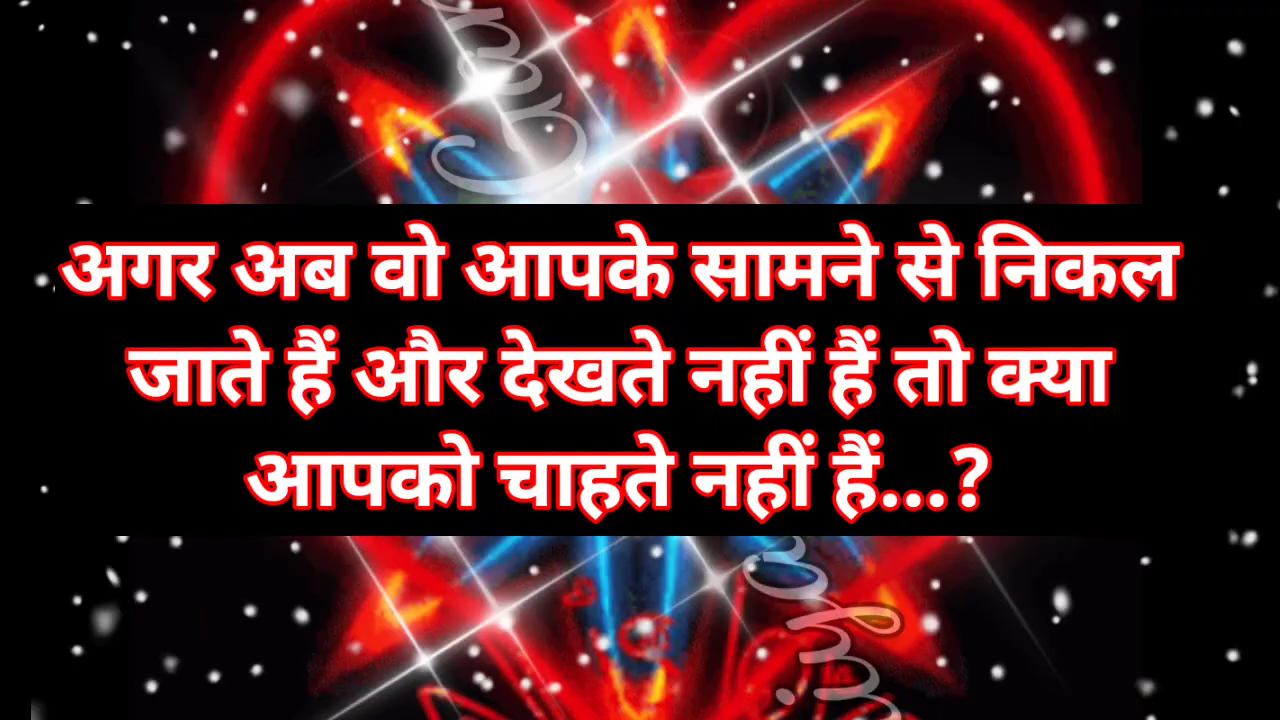 अगर अब वो आपके सामने से निकल
जाते हैं और देखते नहीं हैं तो क्या
आपको चाहते नहीं हैं...?